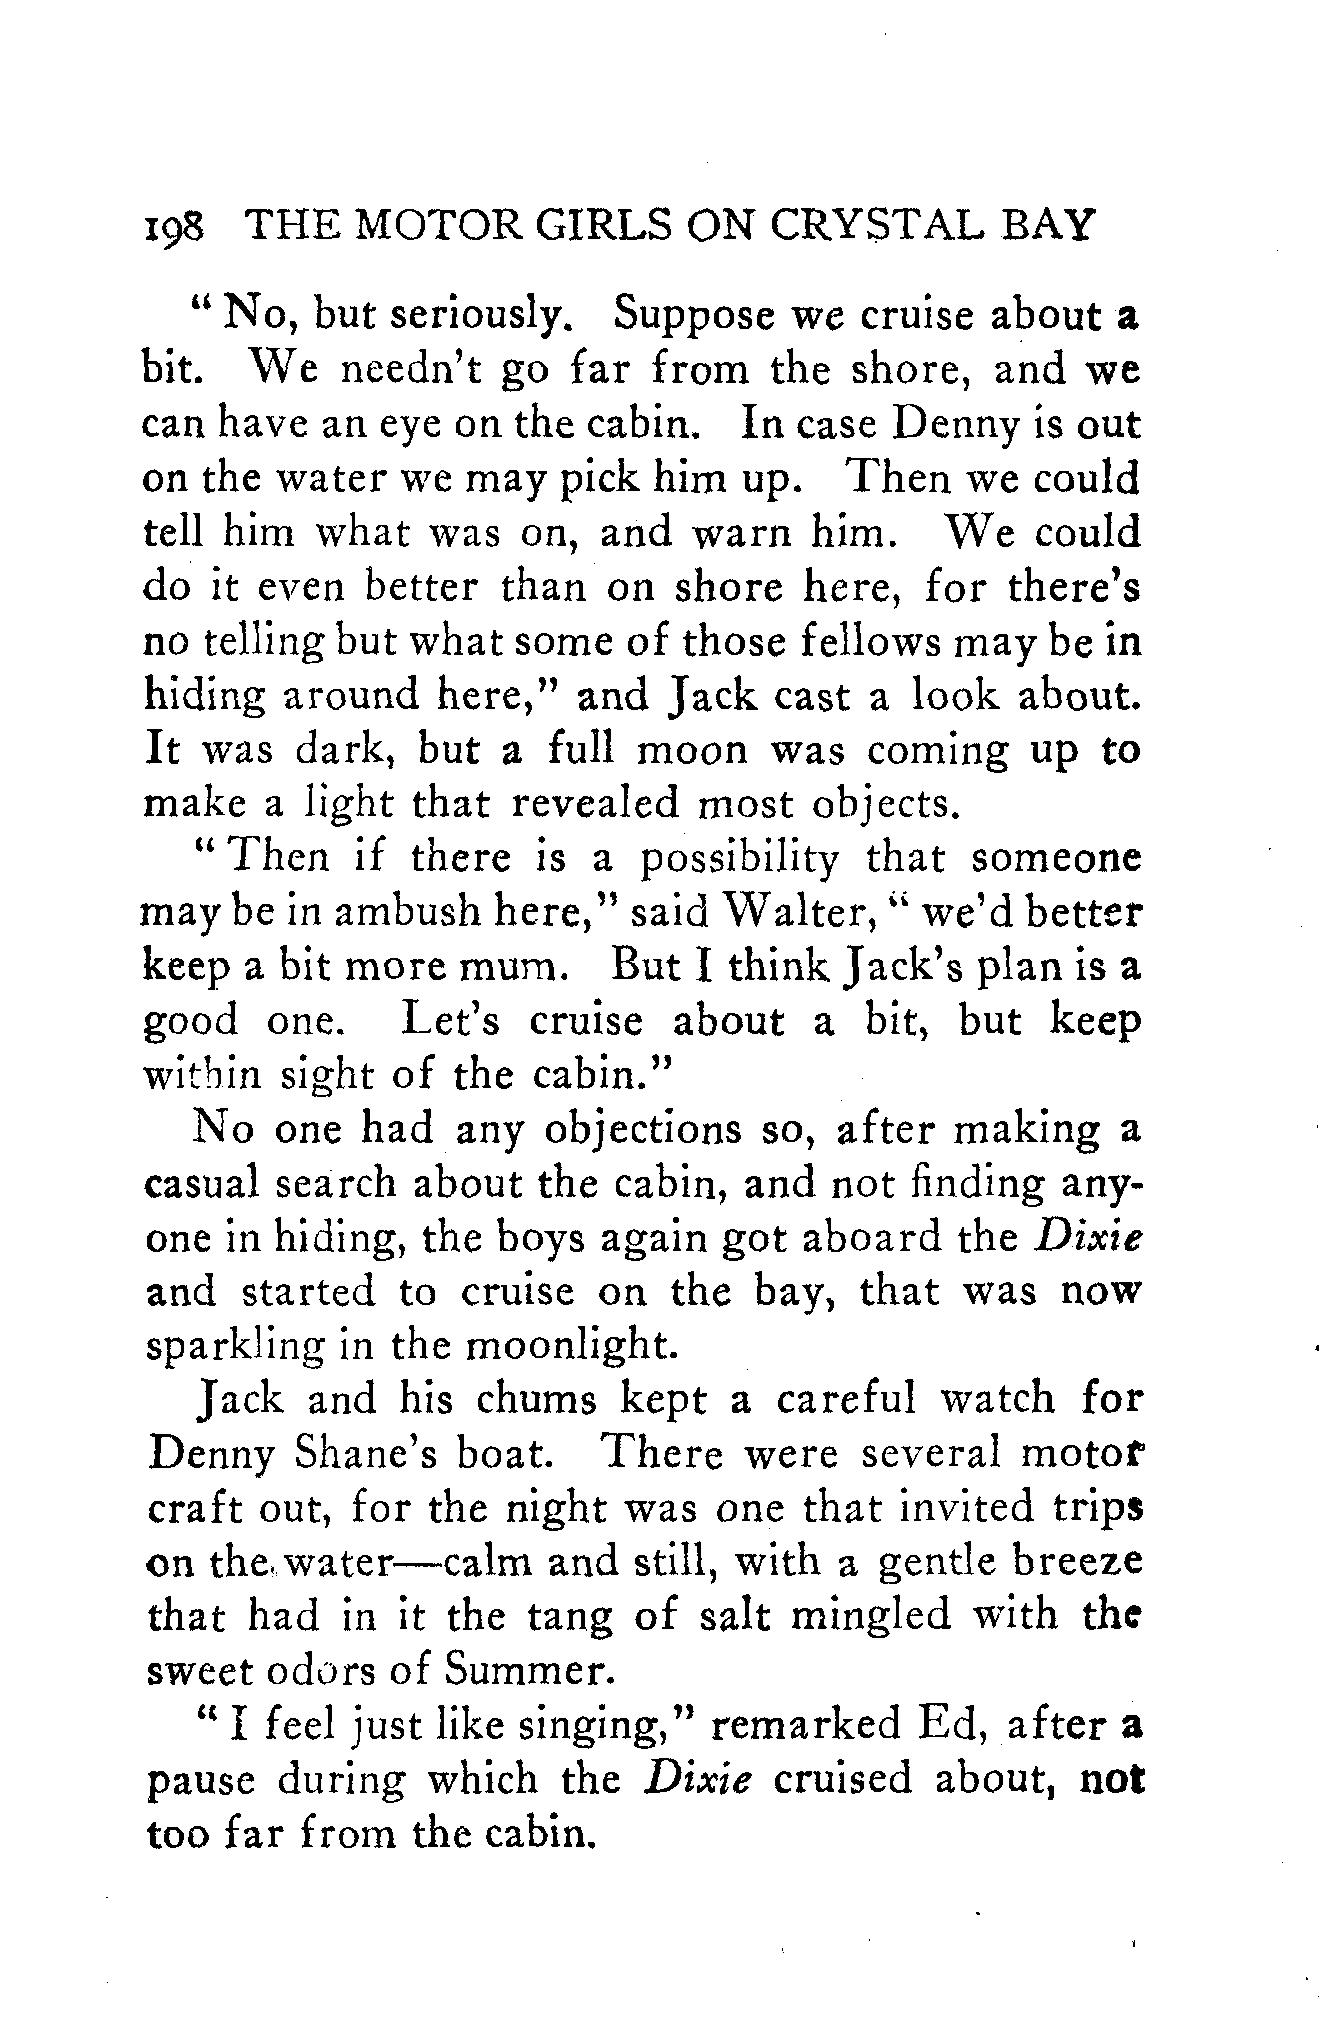 198 THE MOTOR GIRLS ON CRYSTAL BAY
“ No, but seriously. Suppose we cruise about a
bit. We needn’t go far from the shore, and we
can have an eye on the cabin. In case Denny is out
on the water we may pick him up. Then we could
tell him what was on, and warn him. We could
do it even better than on shore here, for there’s
no telling but what some of those fellows may be in
hiding around here,” and Jack cast a look about.
It was dark, but a full moon was coming up to
make a light that revealed most objects.
“ Then if there is a possibility that someone
may be in ambush here,” said Walter, “ we’d better
keep a bit more mum. But I think Jack’s plan is a
good one. Let’s cruise about a bit, but keep
within sight of the cabin.”
No one had any objections so, after making a
casual search about the cabin, and not finding any-
one in hiding, the boys again got aboard the Dixie
and started to cruise on the bay, that was now
sparkling in the moonlight.
Jack and his chums kept a careful watch for
Denny Shane’s boat. There were several motor
craft out, for the night was one that invited trips
on the water—calm and still, with a gentle breeze
that had in it the tang of salt mingled with the
sweet odors of Summer.
“ I feel just like singing,” remarked Ed, after a
pause during which the Dixie cruised about, not
too far from the cabin.